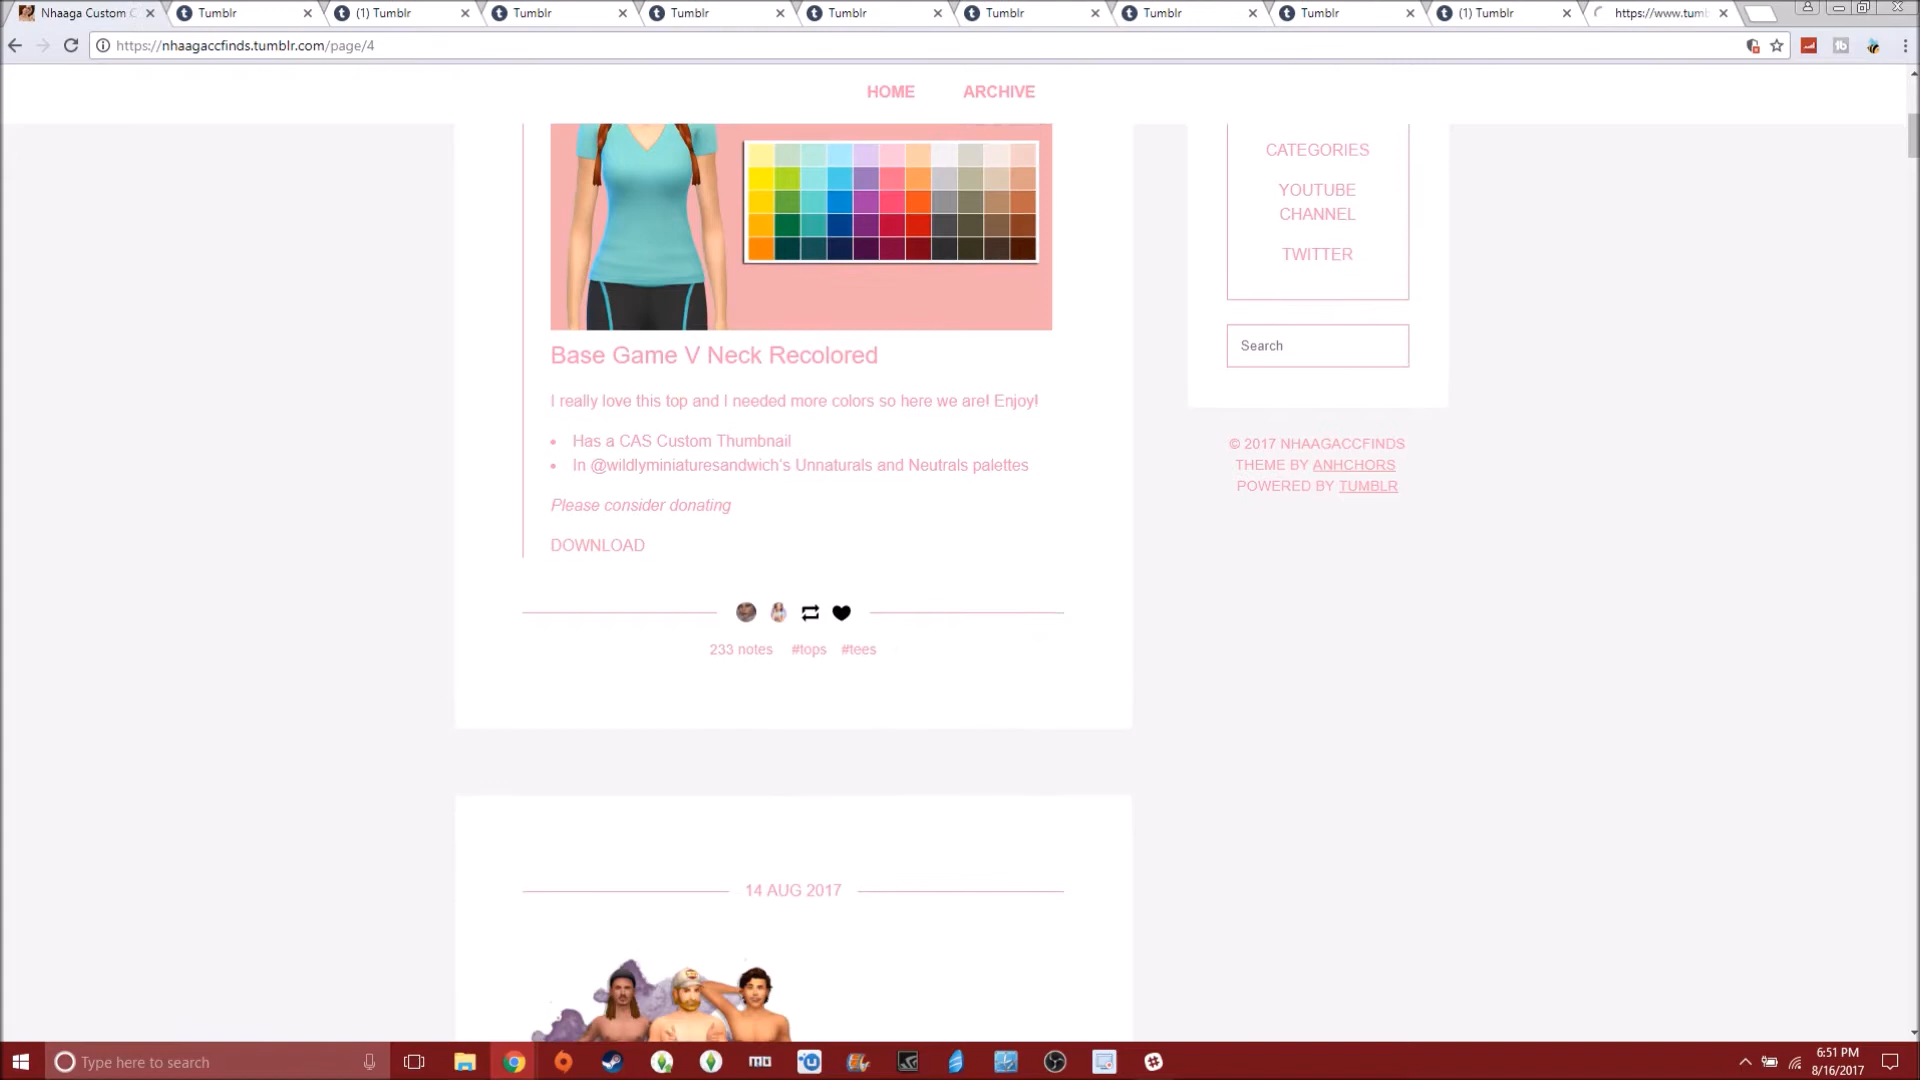 Nhaaga Custom C
Tumblr
(1) Tumblr
Tumblr
Tumblr
Tumblr
Tumblr
Tumblr
Tumblr
(1) Tumblr
https://www.tumb
https://nhaagaccfinds.tumblr.com/page/4
HOME
ARCHIVE
CATEGORIES
YOUTUBE
CHANNEL
TWITTER
Search
© 2017 NHAAGACCFINDS
THEME BY ANHCHORS
POWERED BY TUMBLR
Base Game V Neck Recolored
I really love this top and I needed more colors so here we are! Enjoy!
• Has a CAS Custom Thumbnail
• In @wildlyminiaturesandwich's Unnaturals and Neutrals palettes
Please consider donating
DOWNLOAD
233 notes #tops #tees
14 AUG 2017
Type here to search
6:51 PM
8/16/2017